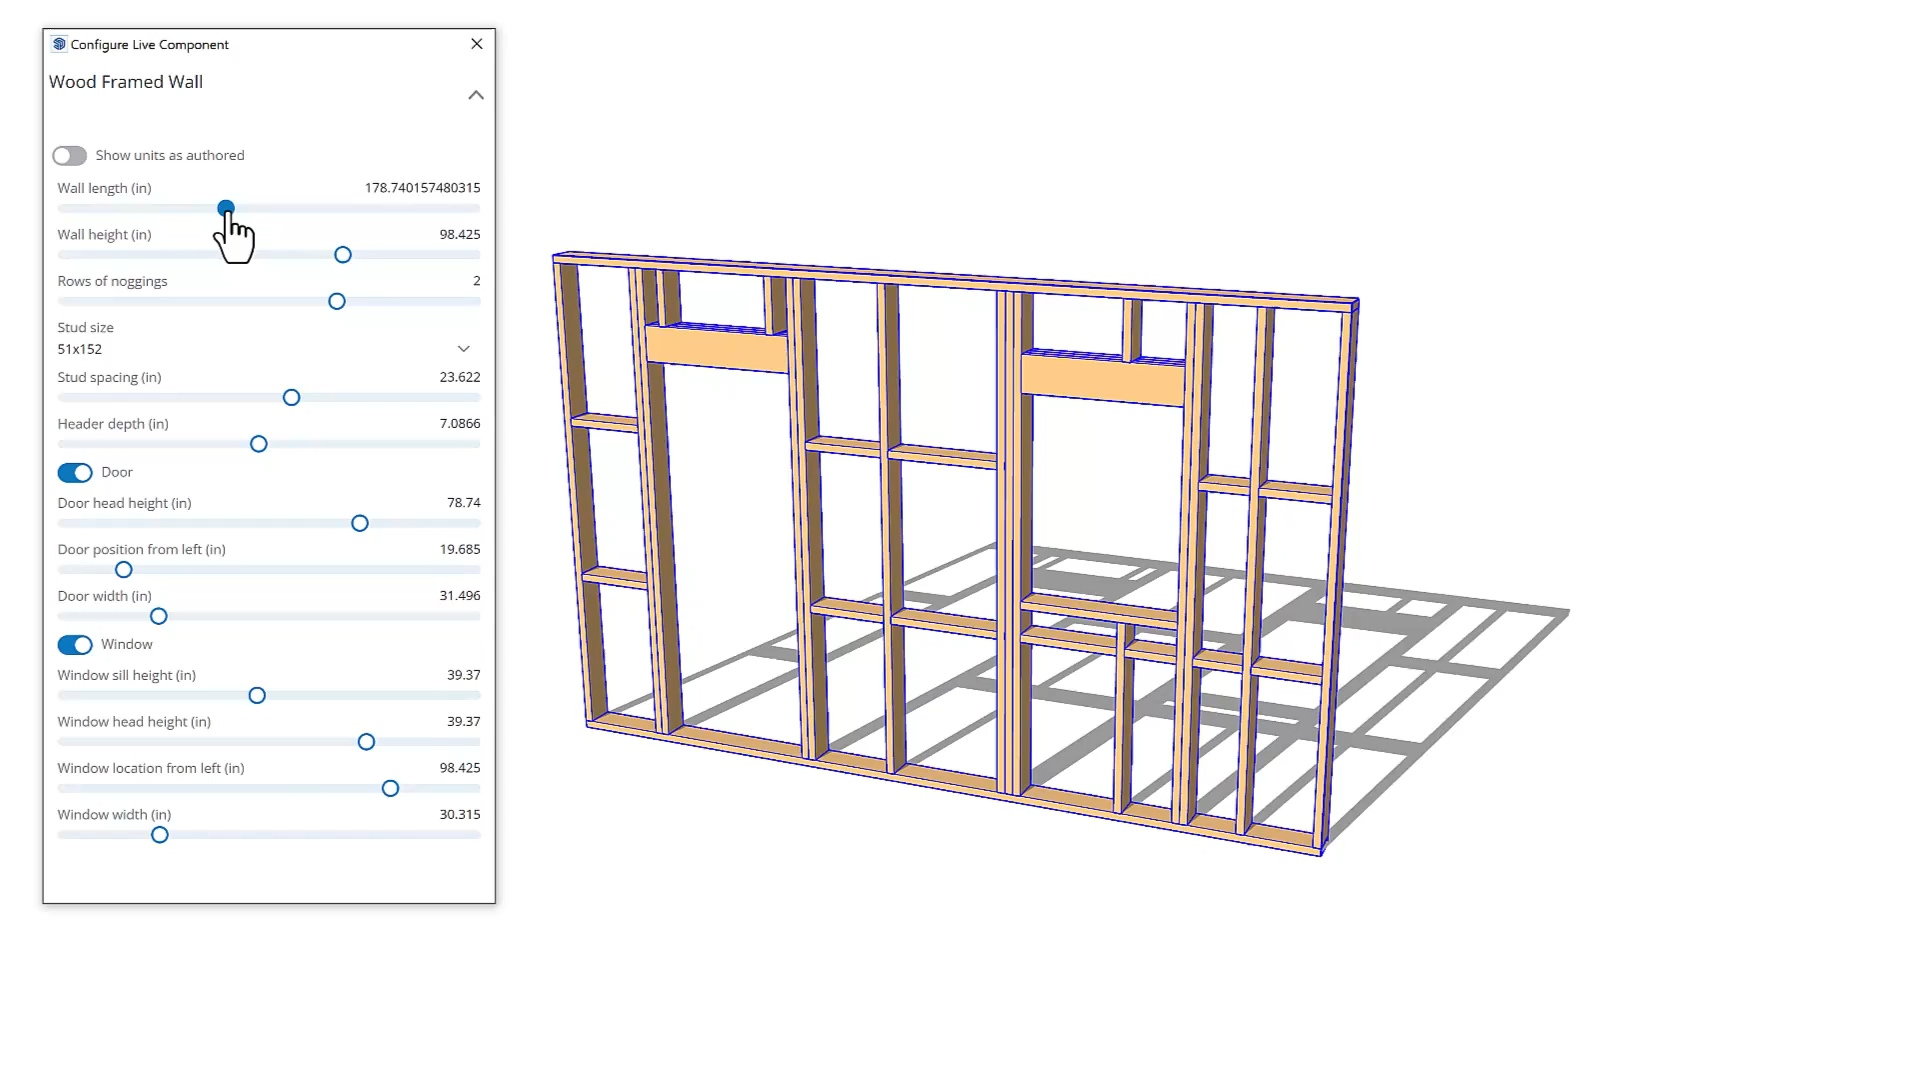 Configure Live Component
Wood Framed Wall
Show units as authored
Wall length (in) 178.740157480315
Wall height (in) 98.425
Rows of noggings 2
Stud size
51x152
Stud spacing (in) 23.622
Header depth (in) 7.0866
Door
Door head height (in) 78.74
Door position from left (in) 19.685
Door width (in) 31.496
Window
Window sill height (in) 39.37
Window head height (in) 39.37
Window location from left (in) 98.425
Window width (in) 30.315